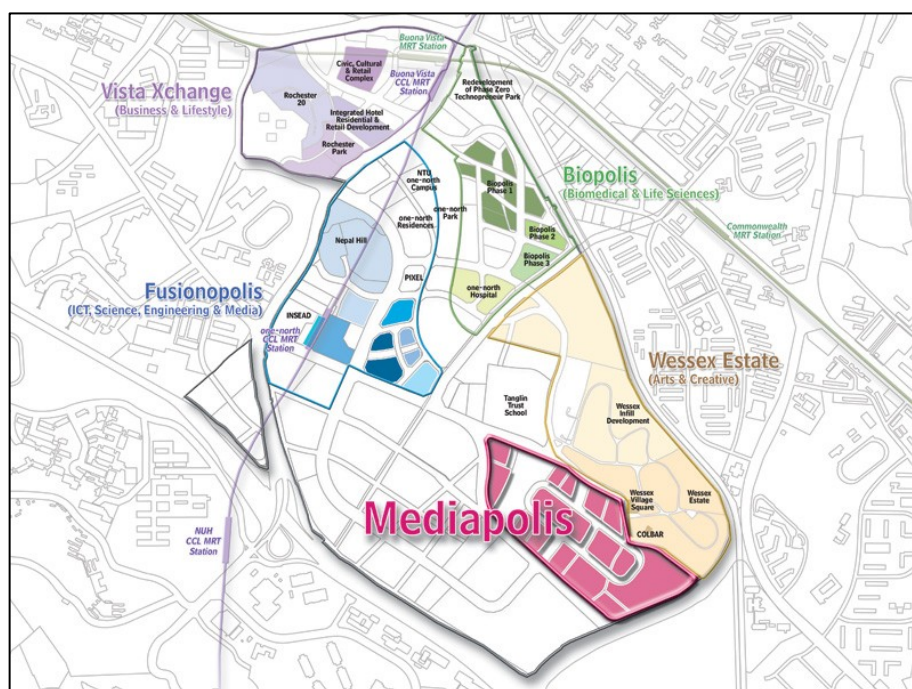 Buona Vista
MRT Station
Civic, Cultural
& Retail
Complex
Buona Vista
CCL MRT
Station
Redevelopment
of Phase Zero
Technopreneur Park
Vista Xchange
(Business & Lifestyle)
Rochester
20
Integrated Hotel
Residential &
Retail Development
Rochester
Park
NTU
one-north
Campus
one-north
Park
one-north
Residences
Biopolis
Phase 1
Biopolis
(Biomedical & Life Sciences)
Biopolis
Phase 2
Biopolis
Phase 3
Commonwealth
MRT Station
Nepal Hill
PIXEL
one-north
Hospital
Fusionopolis
(ICT, Science, Engineering & Media)
INSEAD
one-north
CCL MRT
Station
Wessex Estate
(Arts & Creative)
Tanglin
Trust
School
Wessex
Infill
Development
Wessex
Village
Square
Wessex
Estate
COLBAR
Mediapolis
NUH
CCL MRT
Station